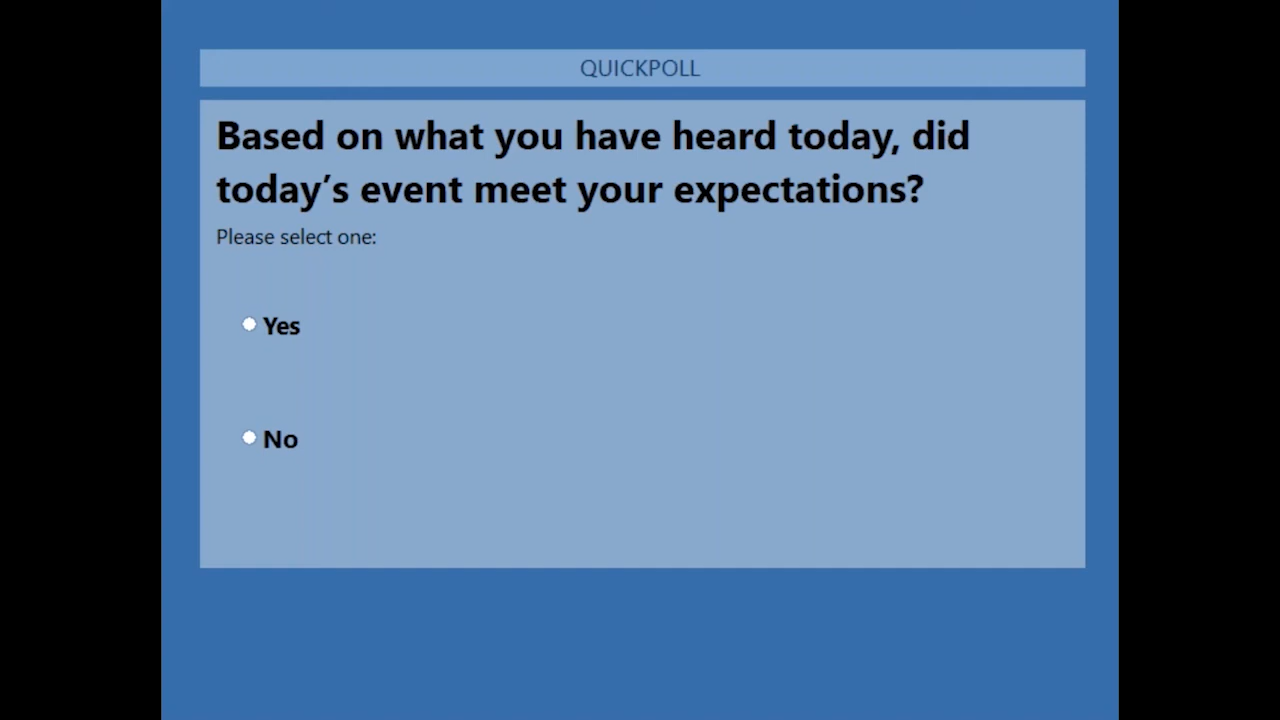 QUICKPOLL
Based on what you have heard today, did
today’s event meet your expectations?
Please select one:
Yes
No